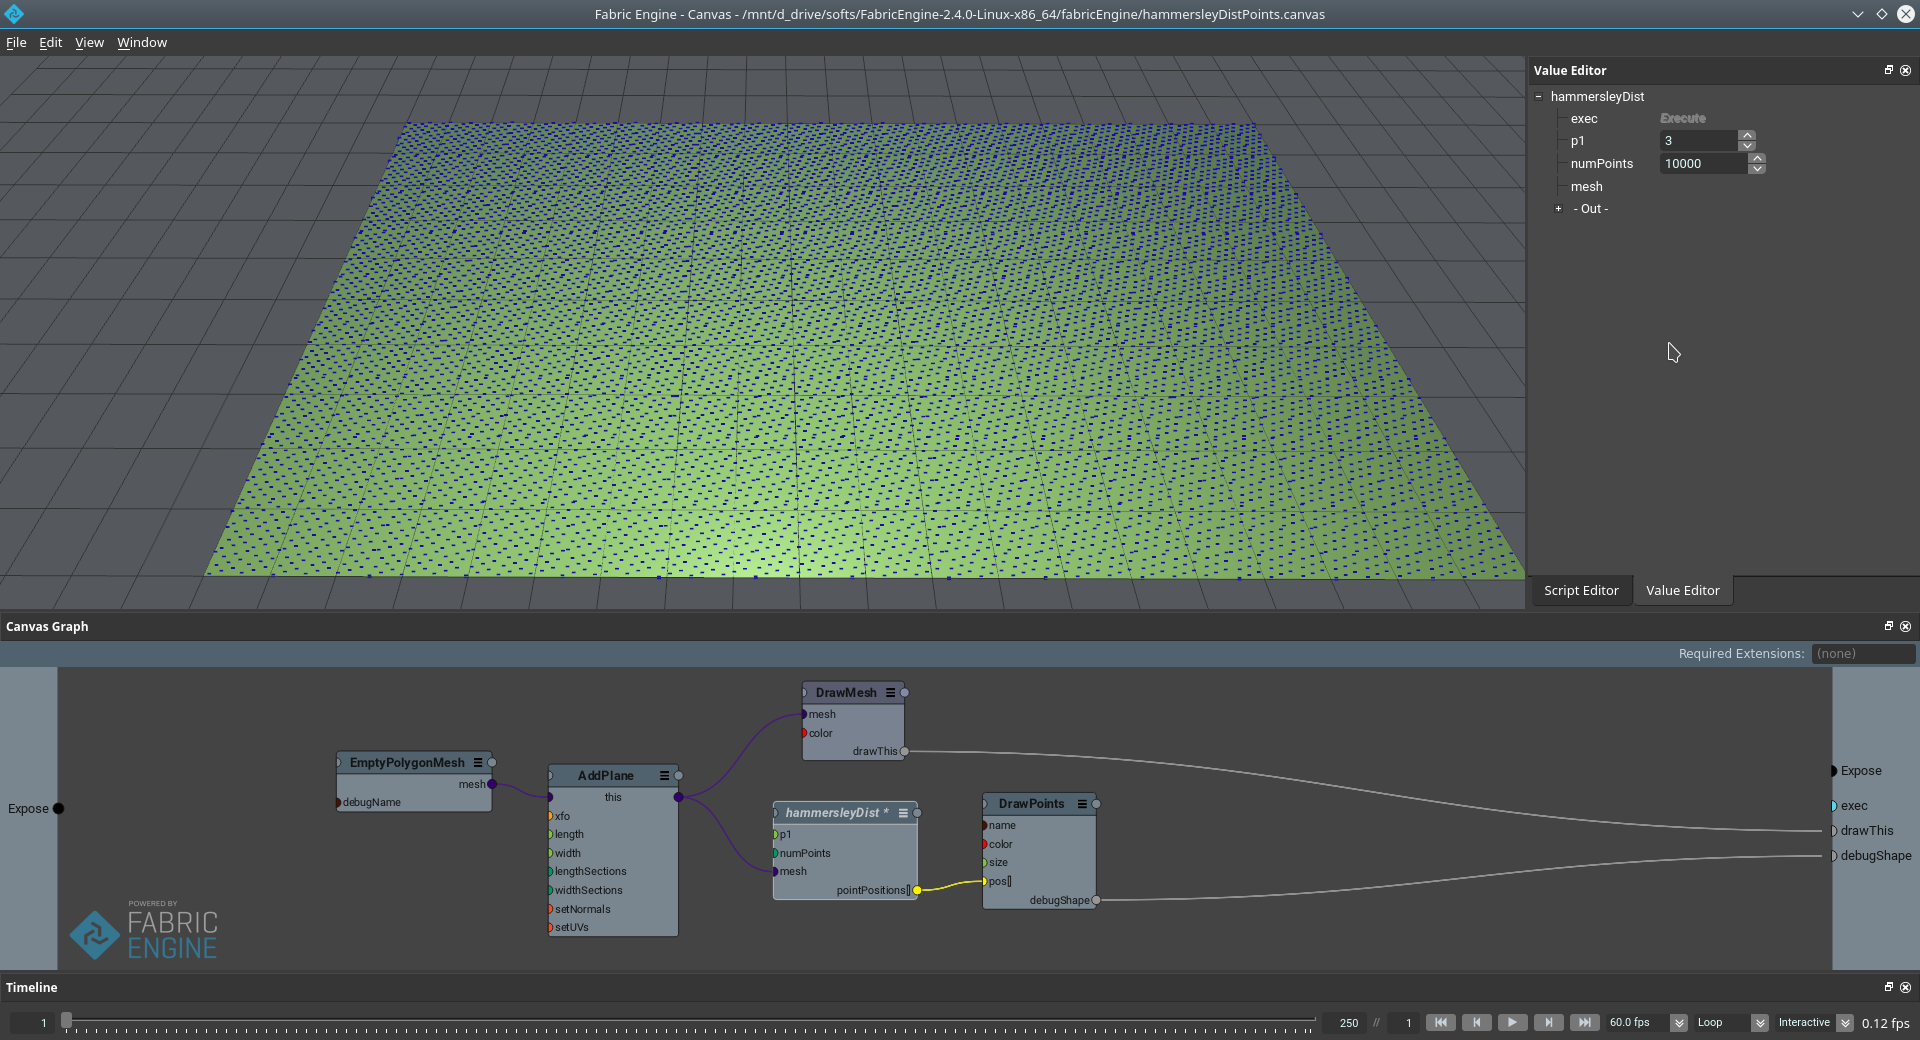 Fabric Engine - Canvas - /mnt/d_drive/softs/FabricEngine-2.4.0-Linux-x86_64/fabricEngine/hammersleyDistPoints.canvas
File Edit View Window
Value Editor
hammersleyDist
exec Execute
p1 3
numPoints 10000
mesh
- Out -
Script Editor Value Editor
Canvas Graph
Required Extensions: (none)
Expose
EmptyPolygonMesh
mesh
debugName
AddPlane
this
xfo
length
width
lengthSections
widthSections
setNormals
setUVs
DrawMesh
mesh
color
drawThis
hammersleyDist *
p1
numPoints
mesh
pointPositions[]
DrawPoints
name
color
size
pos[]
debugShape
Expose
exec
drawThis
debugShape
POWERED BY
FABRIC
ENGINE
Timeline
1 250 // 1 60.0 fps Loop Interactive 0.12 fps